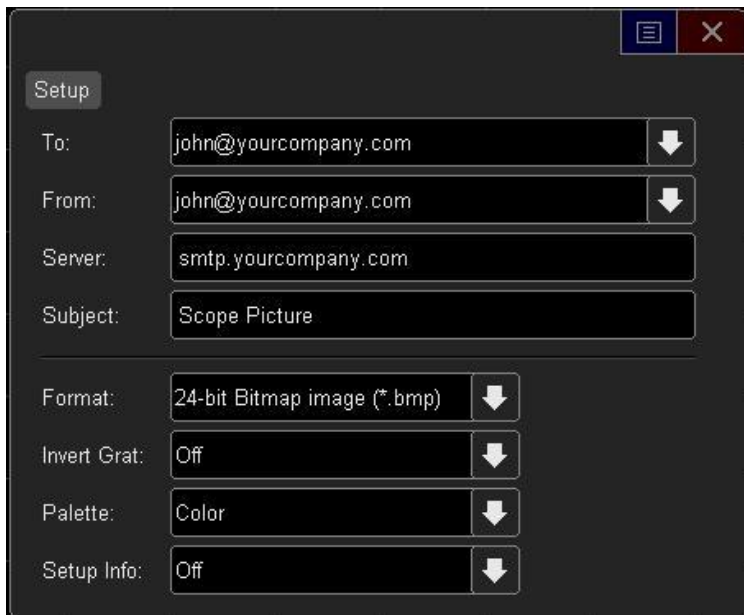 Setup
To: john@yourcompany.com
From: john@yourcompany.com
Server: smtp.yourcompany.com
Subject: Scope Picture
Format: 24-bit Bitmap image (*.bmp)
Invert Grat: Off
Palette: Color
Setup Info: Off